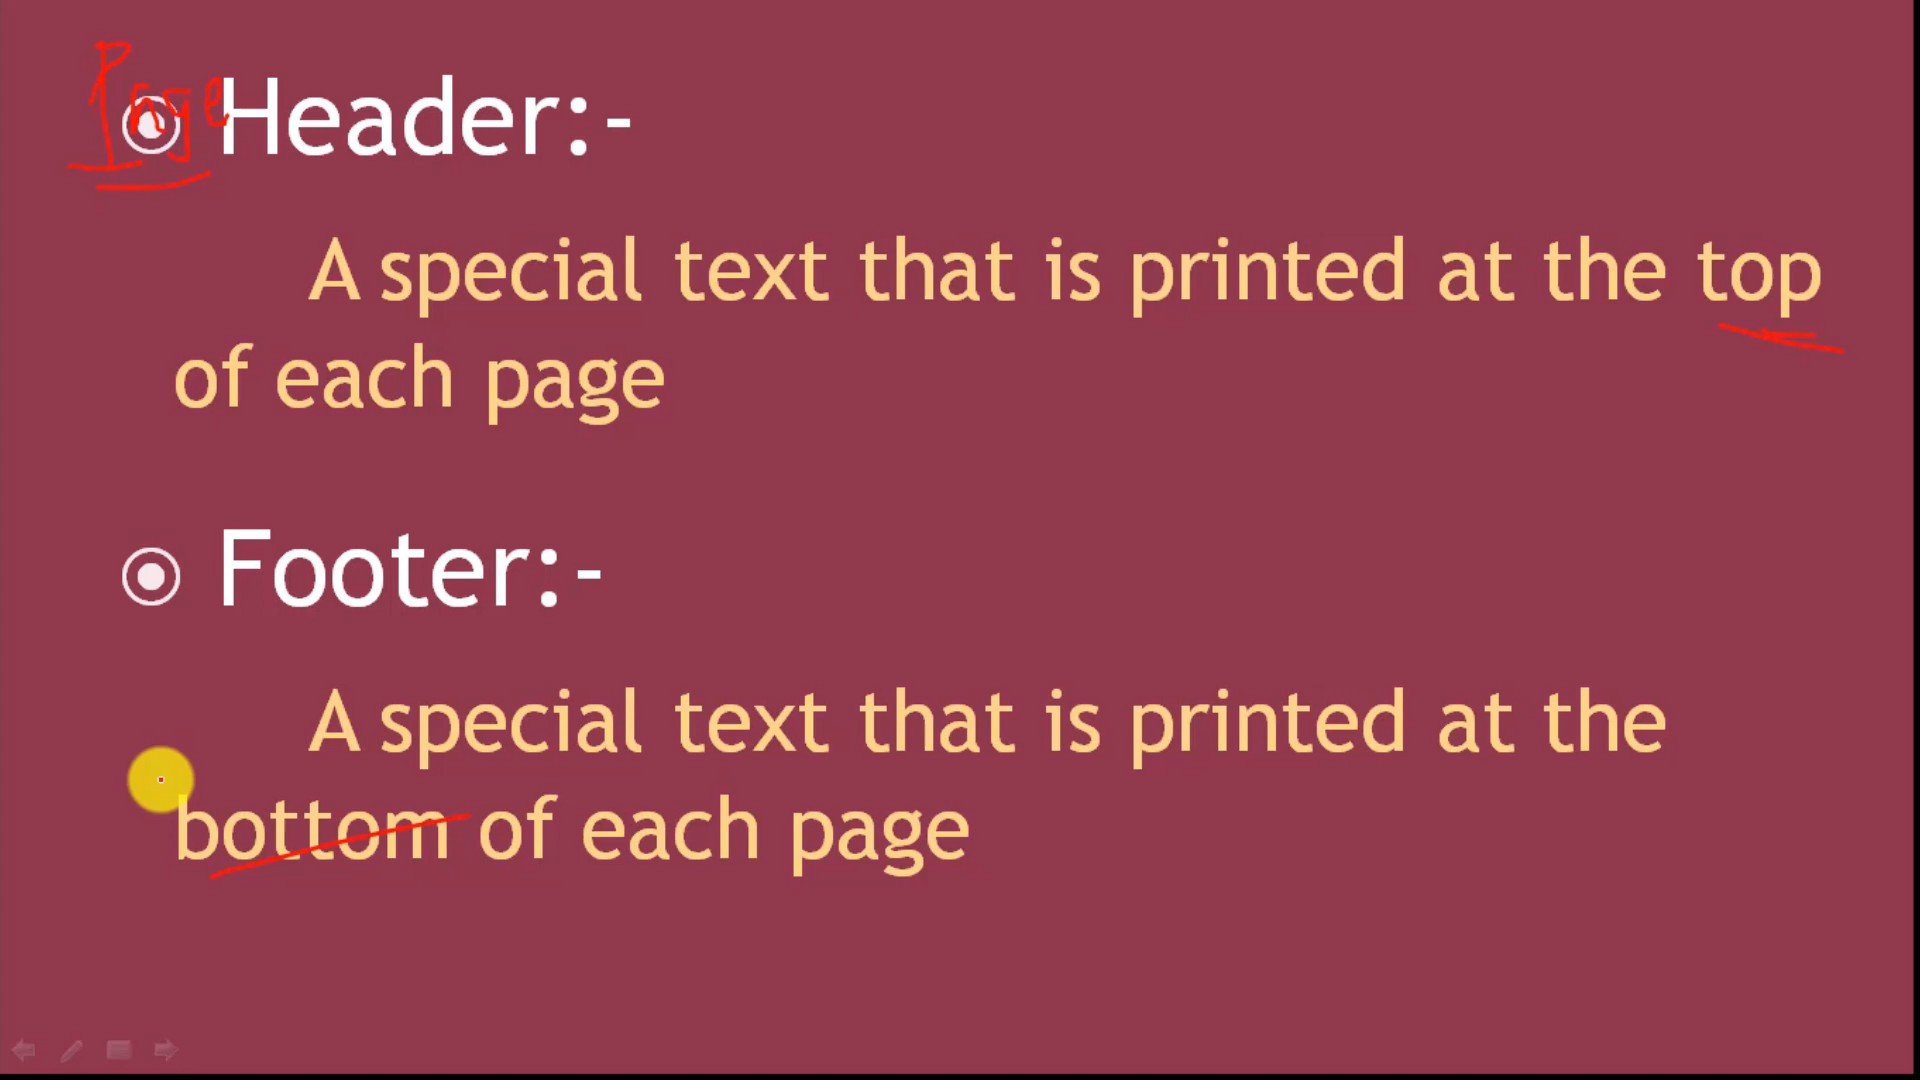 Page
Header:-
A special text that is printed at the top
of each page
Footer:-
A special text that is printed at the
bottom of each page